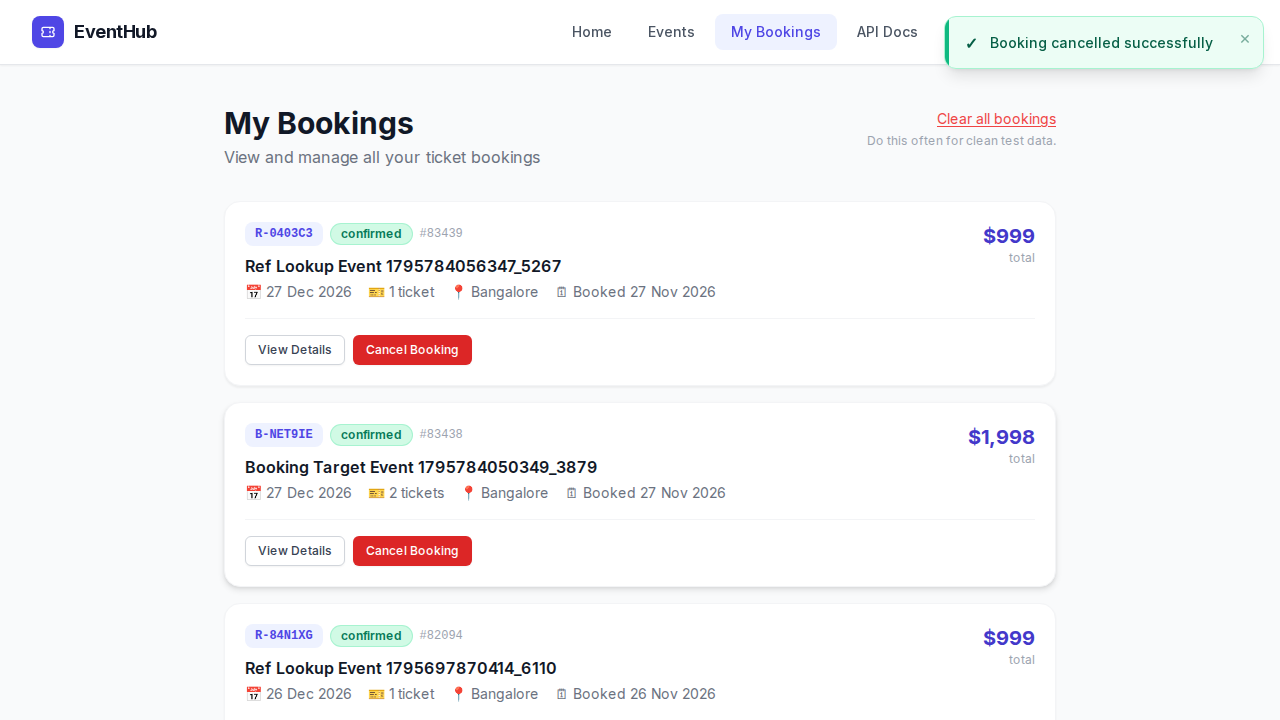 EventHub
Home Events My Bookings API Docs
✓ Booking cancelled successfully ×
My Bookings
View and manage all your ticket bookings
Clear all bookings
Do this often for clean test data.
R-0403C3 confirmed #83439
$999
total
Ref Lookup Event 1795784056347_5267
27 Dec 2026 1 ticket Bangalore Booked 27 Nov 2026
View Details Cancel Booking
B-NET9IE confirmed #83438
$1,998
total
Booking Target Event 1795784050349_3879
27 Dec 2026 2 tickets Bangalore Booked 27 Nov 2026
View Details Cancel Booking
R-84N1XG confirmed #82094
$999
total
Ref Lookup Event 1795697870414_6110
26 Dec 2026 1 ticket Bangalore Booked 26 Nov 2026